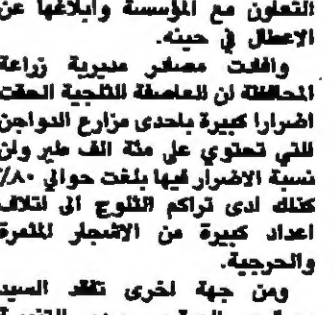 التعاون مع المؤسسة وابلاغها عن
الاعطال في حينه.
وافادت مصادر مديرية زراعة
المحافظة ان العاصفة الثلجية الحقت
اضرارا كبيرة باحدى مزارع الدواجن
التي تحتوي على مئة الف طير وان
نسبة الاضرار فيها بلغت حوالي ٨٠٪
كذلك ادى تراكم الثلوج الى اتلاف
اعداد كبيرة من الاشجار المثمرة
والحرجية.
ومن جهة اخرى تفقد السيد